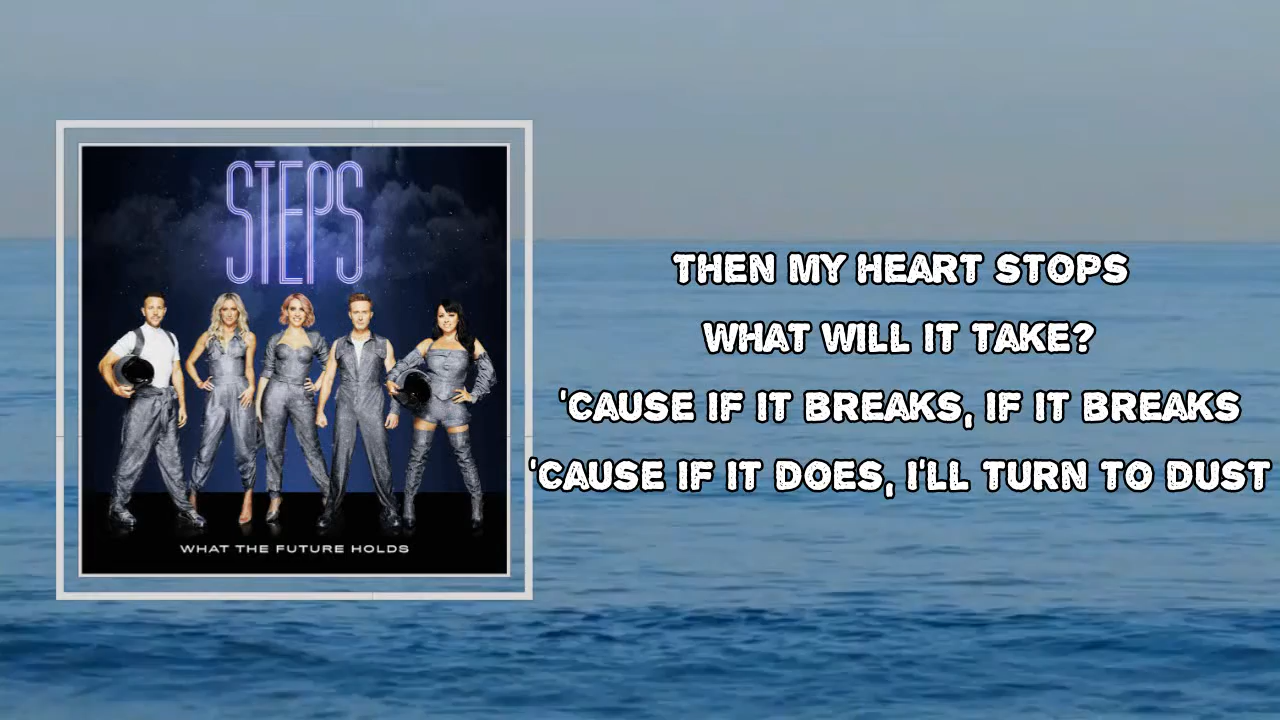 STEPS
WHAT THE FUTURE HOLDS
THEN MY HEART STOPS
WHAT WILL IT TAKE?
'CAUSE IF IT BREAKS, IF IT BREAKS
'CAUSE IF IT DOES, I'LL TURN TO DUST